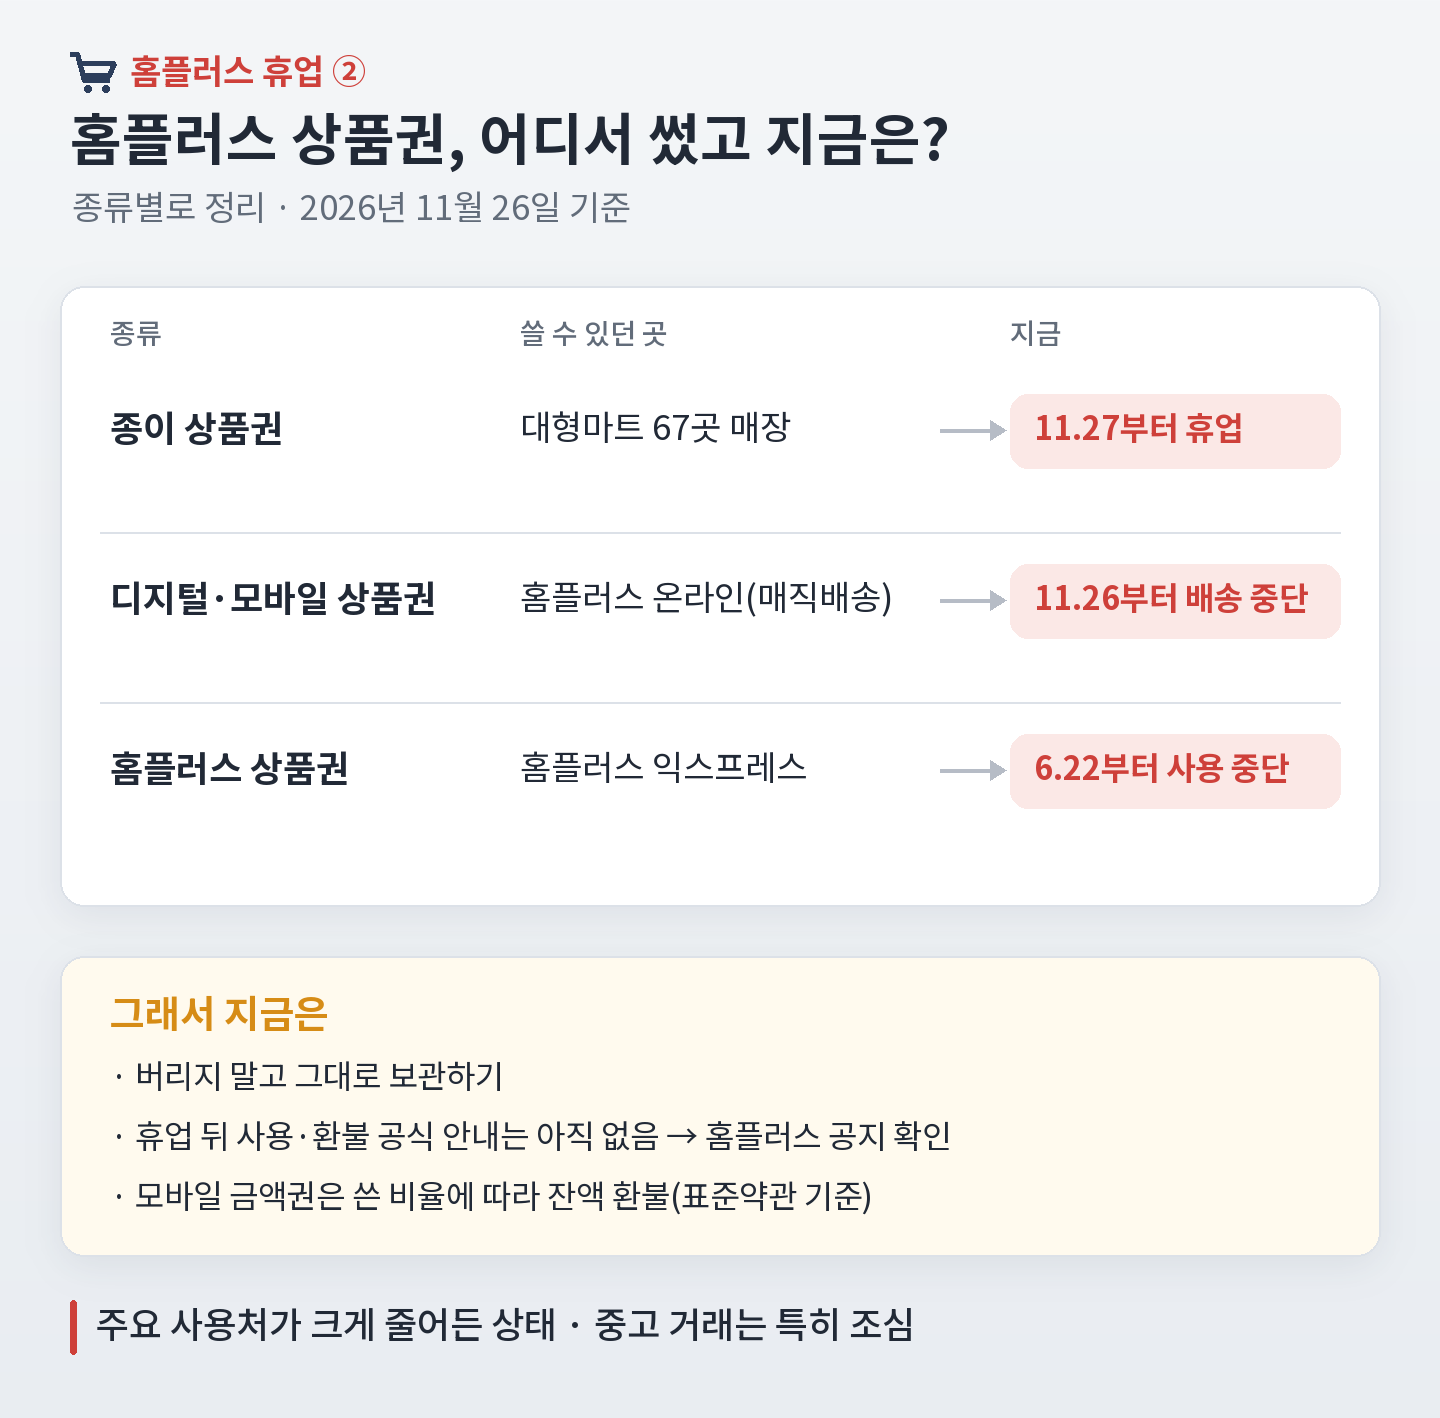 홈플러스 휴업 ②
홈플러스 상품권, 어디서 썼고 지금은?
종류별로 정리 · 2026년 11월 26일 기준
종류 쓸 수 있던 곳 지금
종이 상품권 대형마트 67곳 매장 11.27부터 휴업
디지털·모바일 상품권 홈플러스 온라인(매직배송) 11.26부터 배송 중단
홈플러스 상품권 홈플러스 익스프레스 6.22부터 사용 중단
그래서 지금은
· 버리지 말고 그대로 보관하기
· 휴업 뒤 사용·환불 공식 안내는 아직 없음 → 홈플러스 공지 확인
· 모바일 금액권은 쓴 비율에 따라 잔액 환불(표준약관 기준)
주요 사용처가 크게 줄어든 상태 · 중고 거래는 특히 조심